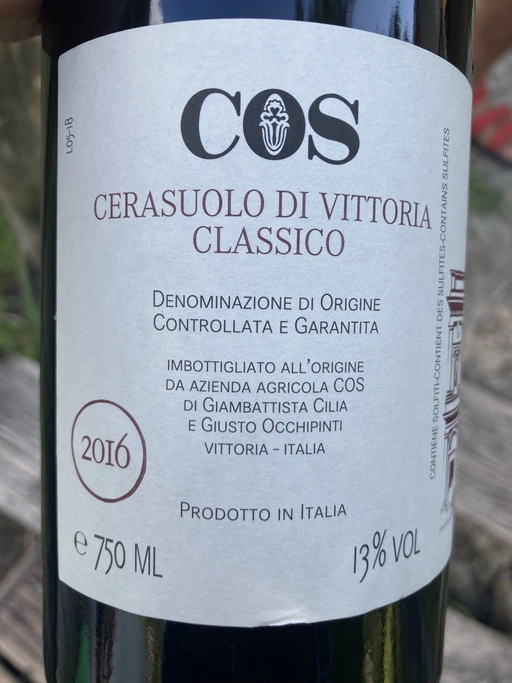 L05-18
COS
CERASUOLO DI VITTORIA
CLASSICO
DENOMINAZIONE DI ORIGINE
CONTROLLATA E GARANTITA
IMBOTTIGLIATO ALL'ORIGINE
DA AZIENDA AGRICOLA COS
DI GIAMBATTISTA CILIA
E GIUSTO OCCHIPINTI
VITTORIA - ITALIA
2016
PRODOTTO IN ITALIA
e 750 ML
13% VOL
CONTIENE SOLFITI-CONTIENT DES SULFITES-CONTAINS SULFITES